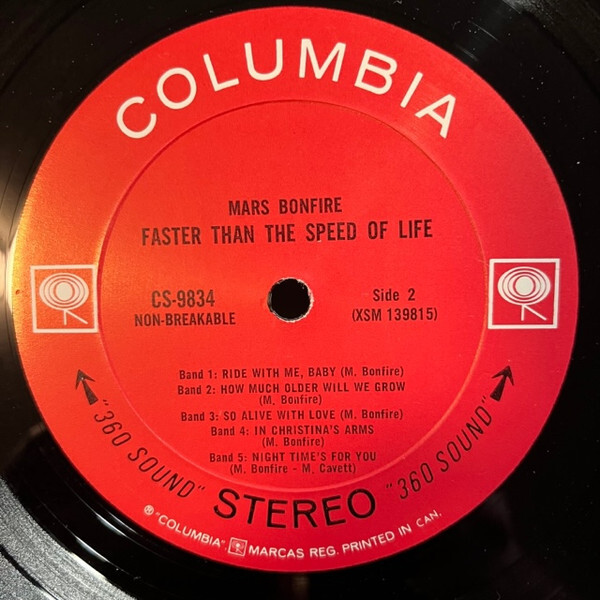 COLUMBIA
MARS BONFIRE
FASTER THAN THE SPEED OF LIFE
CS-9834
NON-BREAKABLE
Side 2
(XSM 139815)
Band 1: RIDE WITH ME, BABY (M. Bonfire)
Band 2: HOW MUCH OLDER WILL WE GROW
(M. Bonfire)
Band 3: SO ALIVE WITH LOVE (M. Bonfire)
Band 4: IN CHRISTINA'S ARMS
(M. Bonfire)
Band 5: NIGHT TIME'S FOR YOU
(M. Bonfire - M. Cavett)
"360 SOUND" STEREO "360 SOUND"
® "COLUMBIA", MARCAS REG. PRINTED IN CAN.